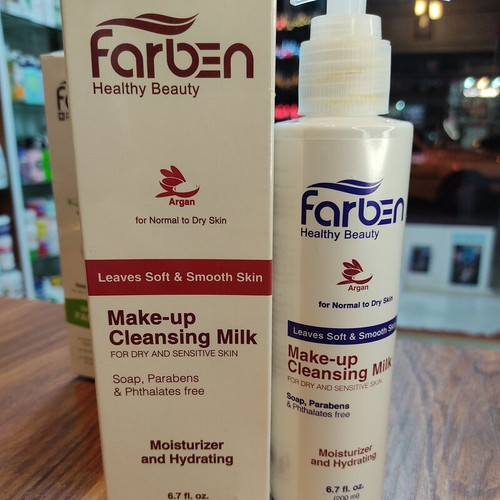 Farben
Healthy Beauty
Argan
for Normal to Dry Skin
Leaves Soft & Smooth Skin
Make-up
Cleansing Milk
FOR DRY AND SENSITIVE SKIN
Soap, Parabens
& Phthalates free
Moisturizer
and Hydrating
6.7 fl. oz.
Farben
Healthy Beauty
Argan
for Normal to Dry Skin
Leaves Soft & Smooth Skin
Make-up
Cleansing Milk
FOR DRY AND SENSITIVE SKIN
Soap, Parabens
& Phthalates free
Moisturizer
and Hydrating
6.7 fl. oz.
(200 ml)